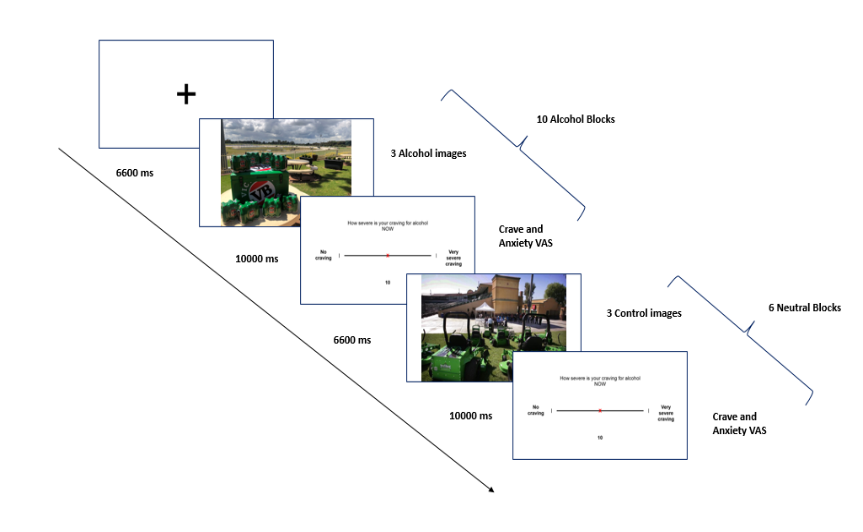 10 Alcohol Blocks
3 Alcohol images
6600 ms
VB
How severe is your craving for alcohol
NOW
No
craving
Very
severe
craving
10
Crave and
Anxiety VAS
10000 ms
3 Control images
6 Neutral Blocks
6600 ms
How severe is your craving for alcohol
NOW
No
craving
Very
severe
craving
10
Crave and
Anxiety VAS
10000 ms